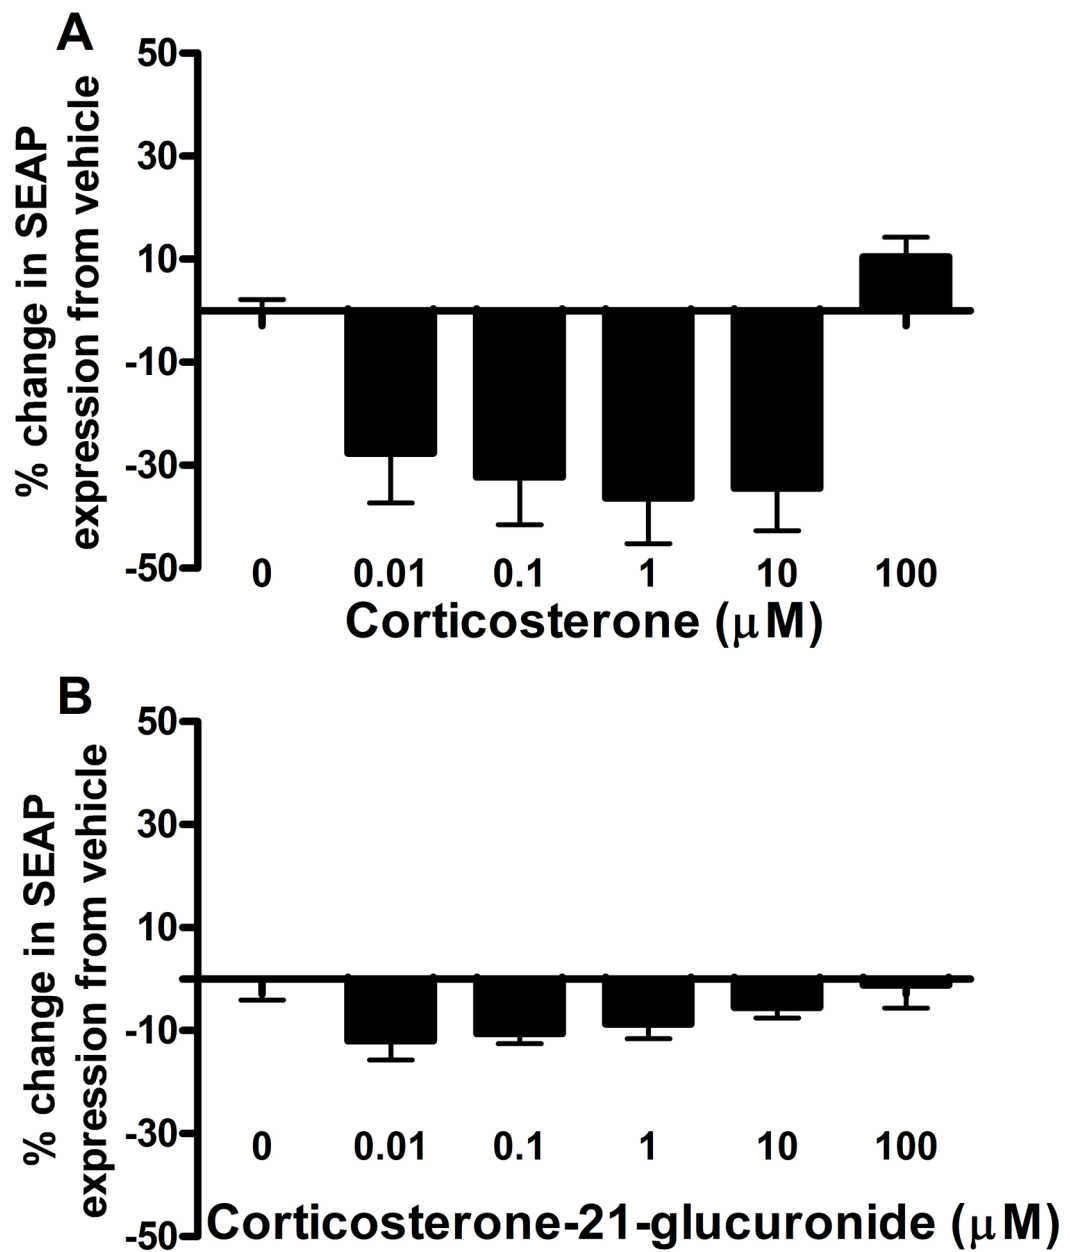 A
% change in SEAP
expression from vehicle
50
30
10
-10
-30
-50
0 0.01 0.1 1 10 100
Corticosterone (μM)
B
% change in SEAP
expression from vehicle
50
30
10
-10
-30
-50
0 0.01 0.1 1 10 100
Corticosterone-21-glucuronide (μM)